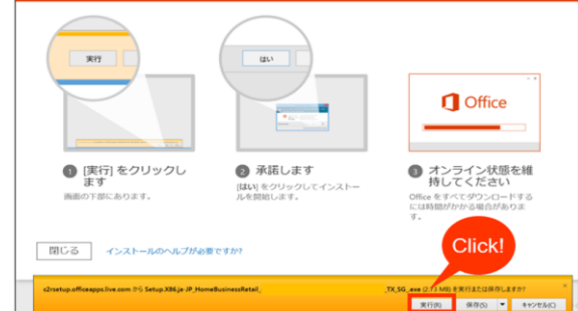 実行
はい
Office
1 [実行] をクリックし
ます
画面の下部にあります。
2 承諾します
[はい] をクリックしてインストー
ルを開始します。
3 オンライン状態を維
持してください
Office をすべてダウンロードする
には時間がかかる場合がありま
す。
閉じる インストールのヘルプが必要ですか?
Click!
c2rsetup.officeapps.live.com から Setup.X86.ja-JP_HomeBusinessRetail_ _TX_SG_.exe (2.73 MB) を実行または保存しますか?
実行(R) 保存(S) キャンセル(C)